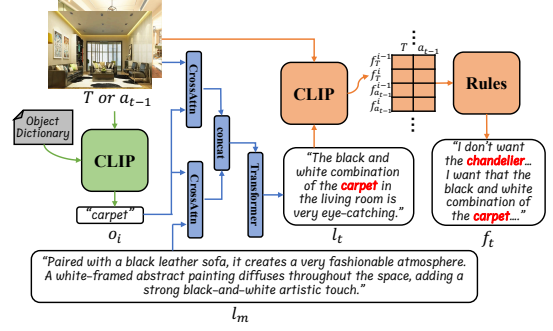 T or a_{t-1}
Object
Dictionary
CLIP
"carpet"
o_i
CrossAttn
CrossAttn
concat
Transformer
CLIP
"The black and
white combination
of the carpet in
the living room is
very eye-catching."
l_t
T a_{t-1}
f_T^{i-1}
f_T^i
f_{a_{t-1}}^{i-1}
f_{a_{t-1}}^i
Rules
"I don't want
the chandelier...
I want that the
black and white
combination of
the carpet...."
f_t
"Paired with a black leather sofa, it creates a very fashionable atmosphere.
A white-framed abstract painting diffuses throughout the space, adding a
strong black-and-white artistic touch."
l_m